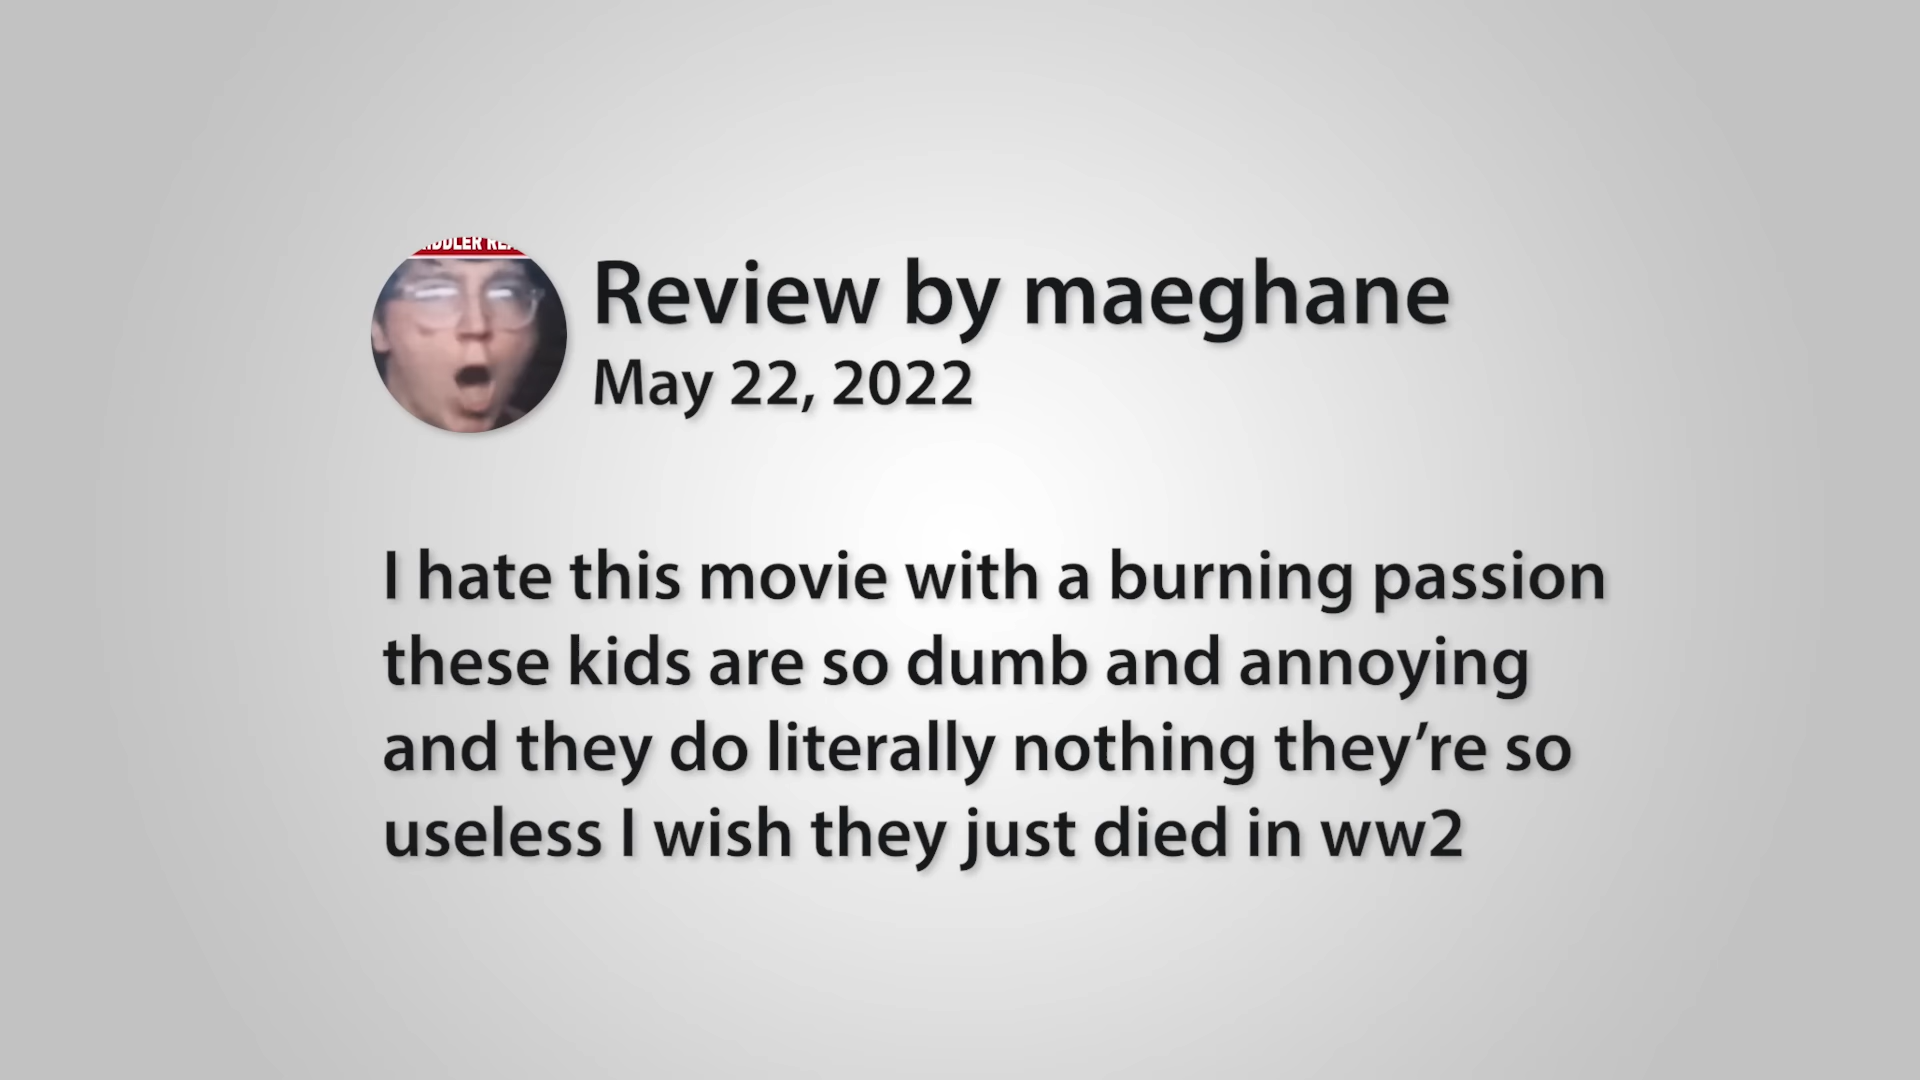 Review by maeghane
May 22, 2022
I hate this movie with a burning passion
these kids are so dumb and annoying
and they do literally nothing they’re so
useless I wish they just died in ww2